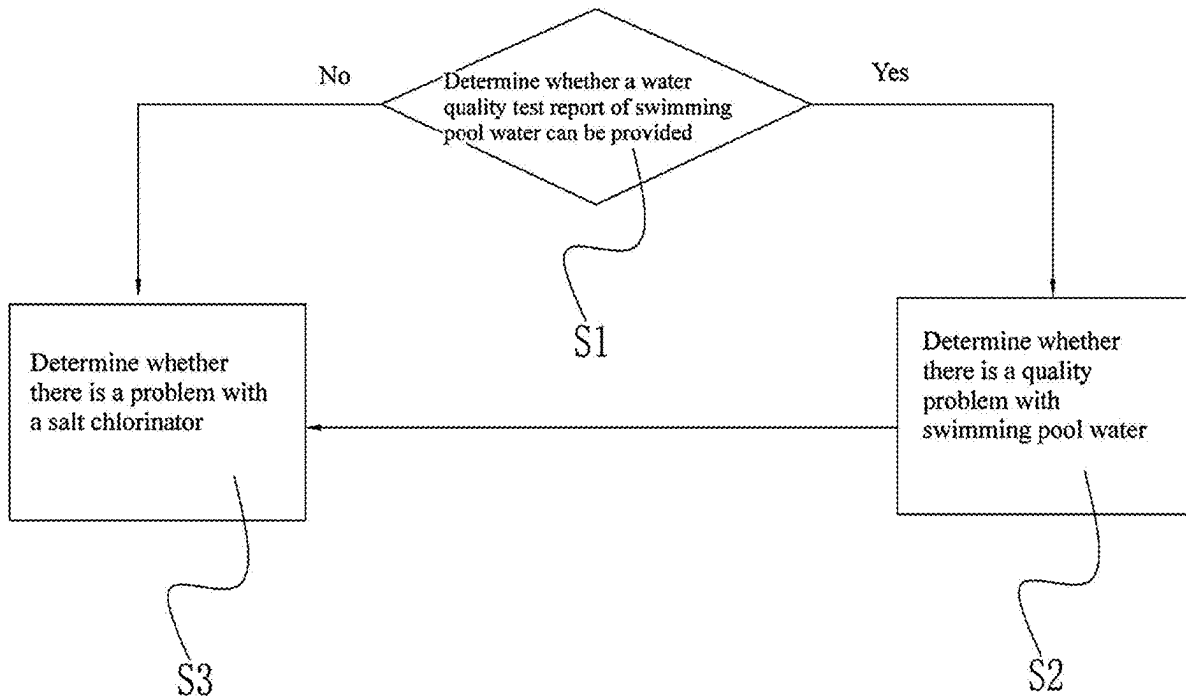 No
Determine whether a water
quality test report of swimming
pool water can be provided
Yes
S1
Determine whether
there is a problem with
a salt chlorinator
Determine whether
there is a quality
problem with
swimming pool water
S3
S2